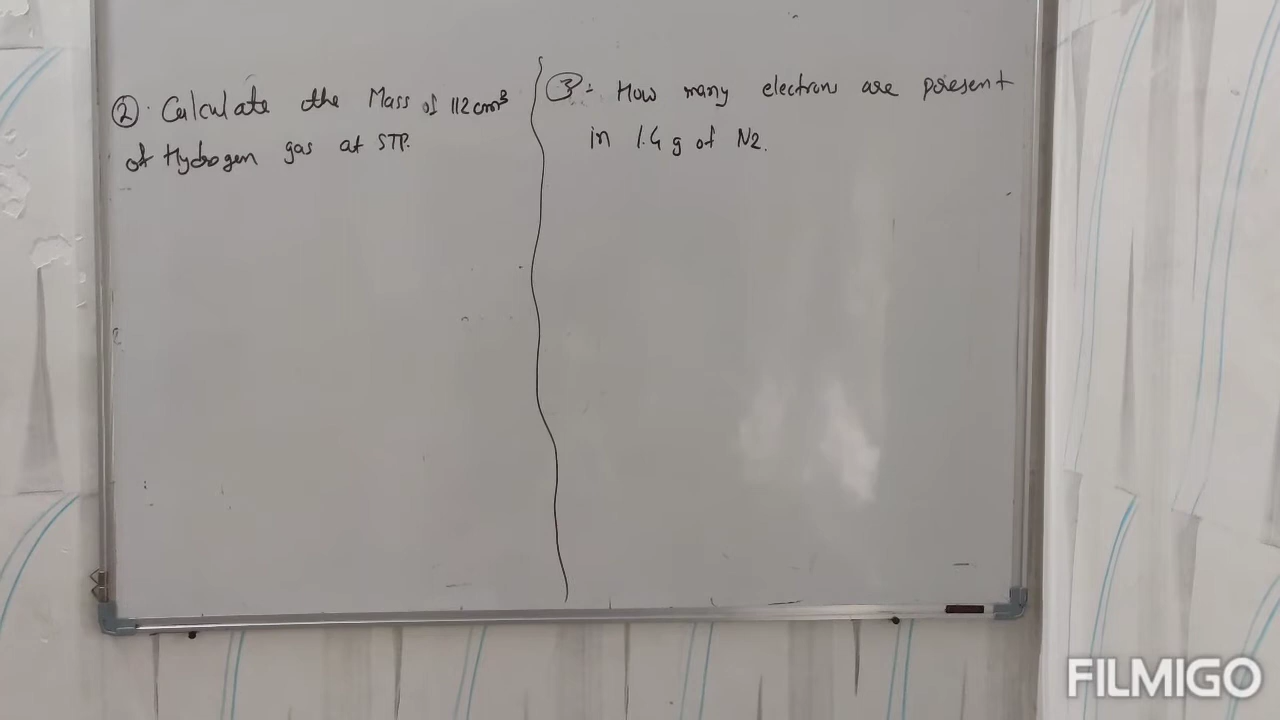 ② . Calculate the Mass of 112 cm³
of Hydrogen gas at STP.
③ :- How many electrons are present
in 1.4 g of N2.
FILMIGO